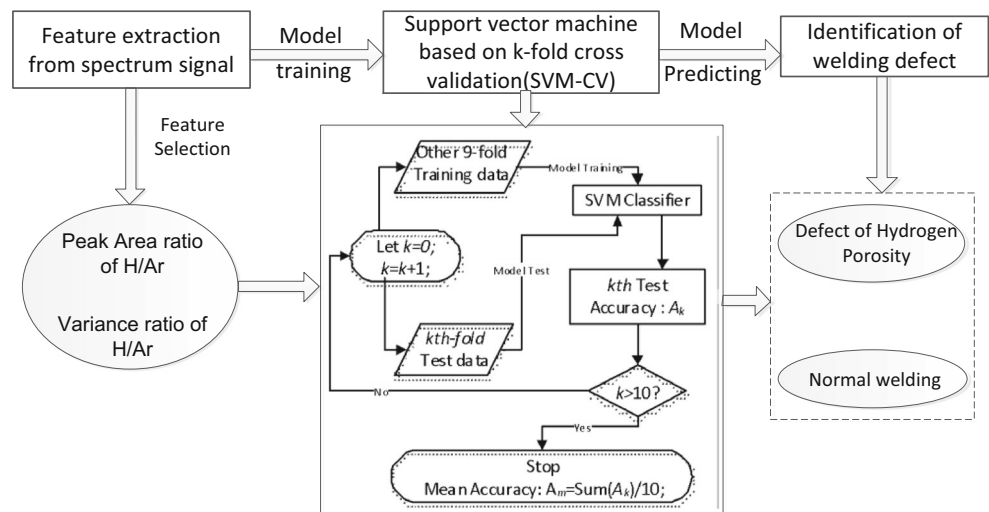 Feature extraction
from spectrum signal
Model
training
Support vector machine
based on k-fold cross
validation(SVM-CV)
Model
Predicting
Identification of
welding defect
Feature
Selection
Peak Area ratio
of H/Ar
Variance ratio of
H/Ar
Other 9-fold
Training data
Model Training
SVM Classifier
Let k=0;
k=k+1;
Model Test
kth Test
Accuracy : Ak
kth-fold
Test data
No
k>10?
Yes
Stop
Mean Accuracy: Am=Sum(Ak)/10;
Defect of Hydrogen
Porosity
Normal welding